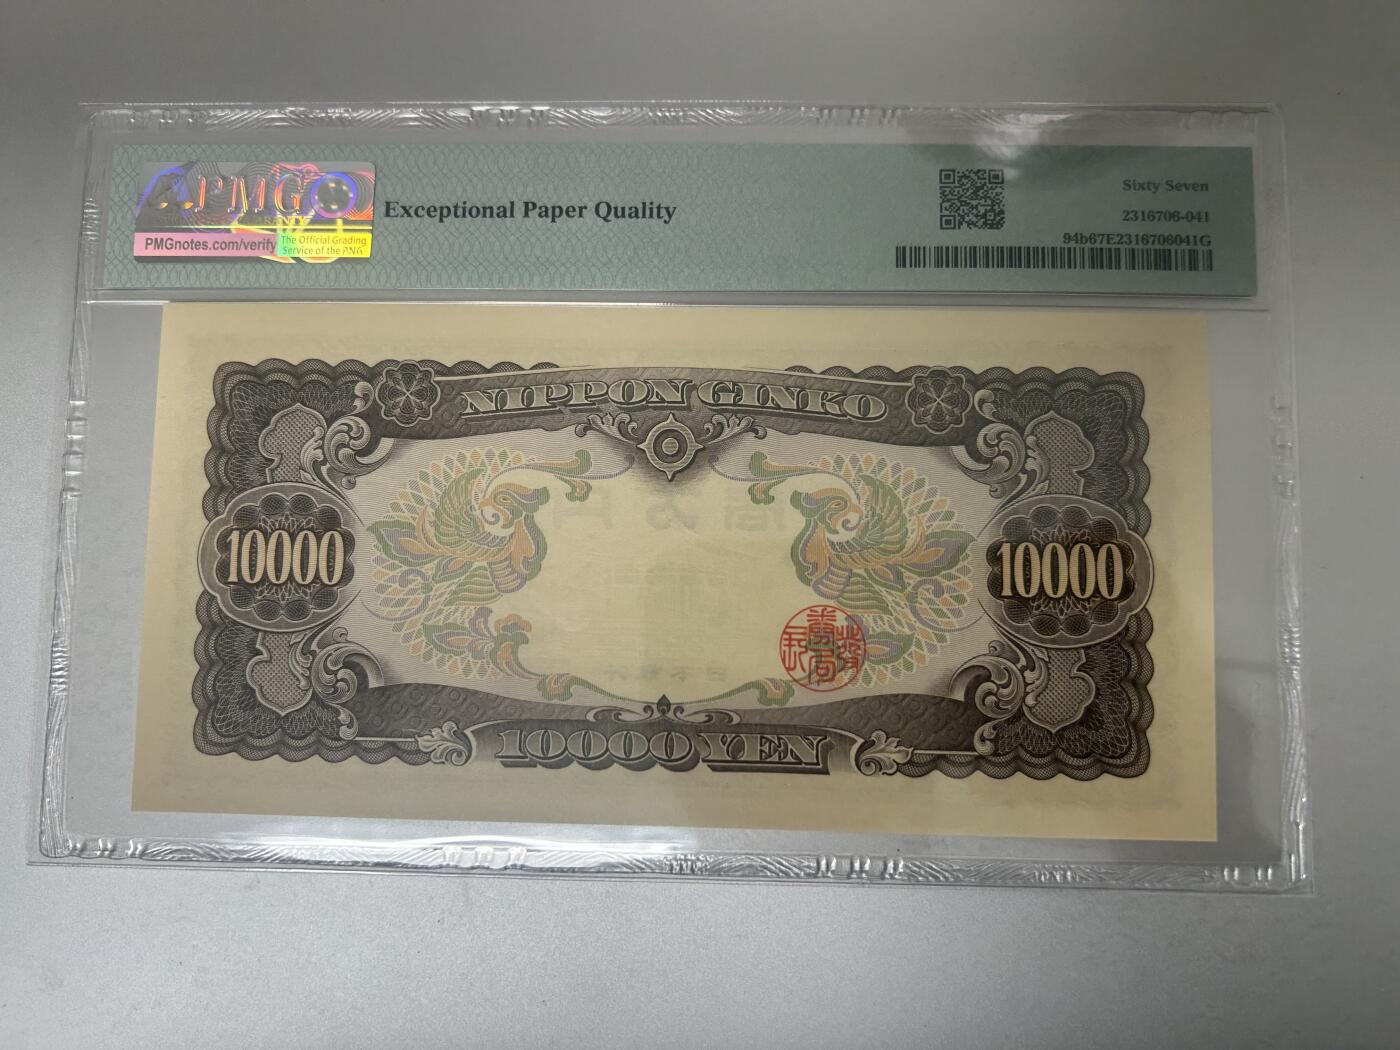 PMG
PMGnotes.com/verify
The Official Grading
Service of the PNG
Exceptional Paper Quality
Sixty Seven
2316706-041
94b67E2316706041G
NIPPON GINKO
10000
10000
10000 YEN